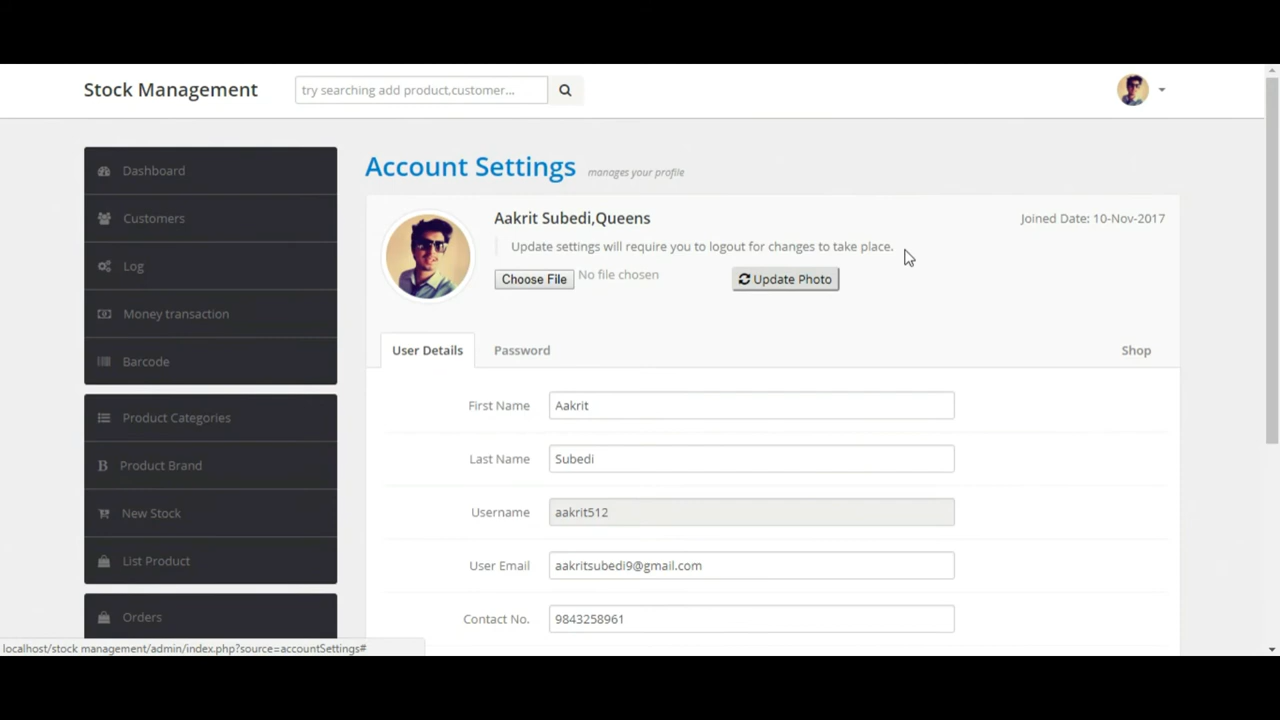 Stock Management
try searching add product,customer...
Dashboard
Customers
Log
Money transaction
Barcode
Product Categories
B Product Brand
New Stock
List Product
Orders
Account Settings manages your profile
Aakrit Subedi,Queens
Joined Date: 10-Nov-2017
Update settings will require you to logout for changes to take place.
Choose File No file chosen
Update Photo
User Details
Password
Shop
First Name Aakrit
Last Name Subedi
Username aakrit512
User Email aakritsubedi9@gmail.com
Contact No. 9843258961
localhost/stock management/admin/index.php?source=accountSettings#